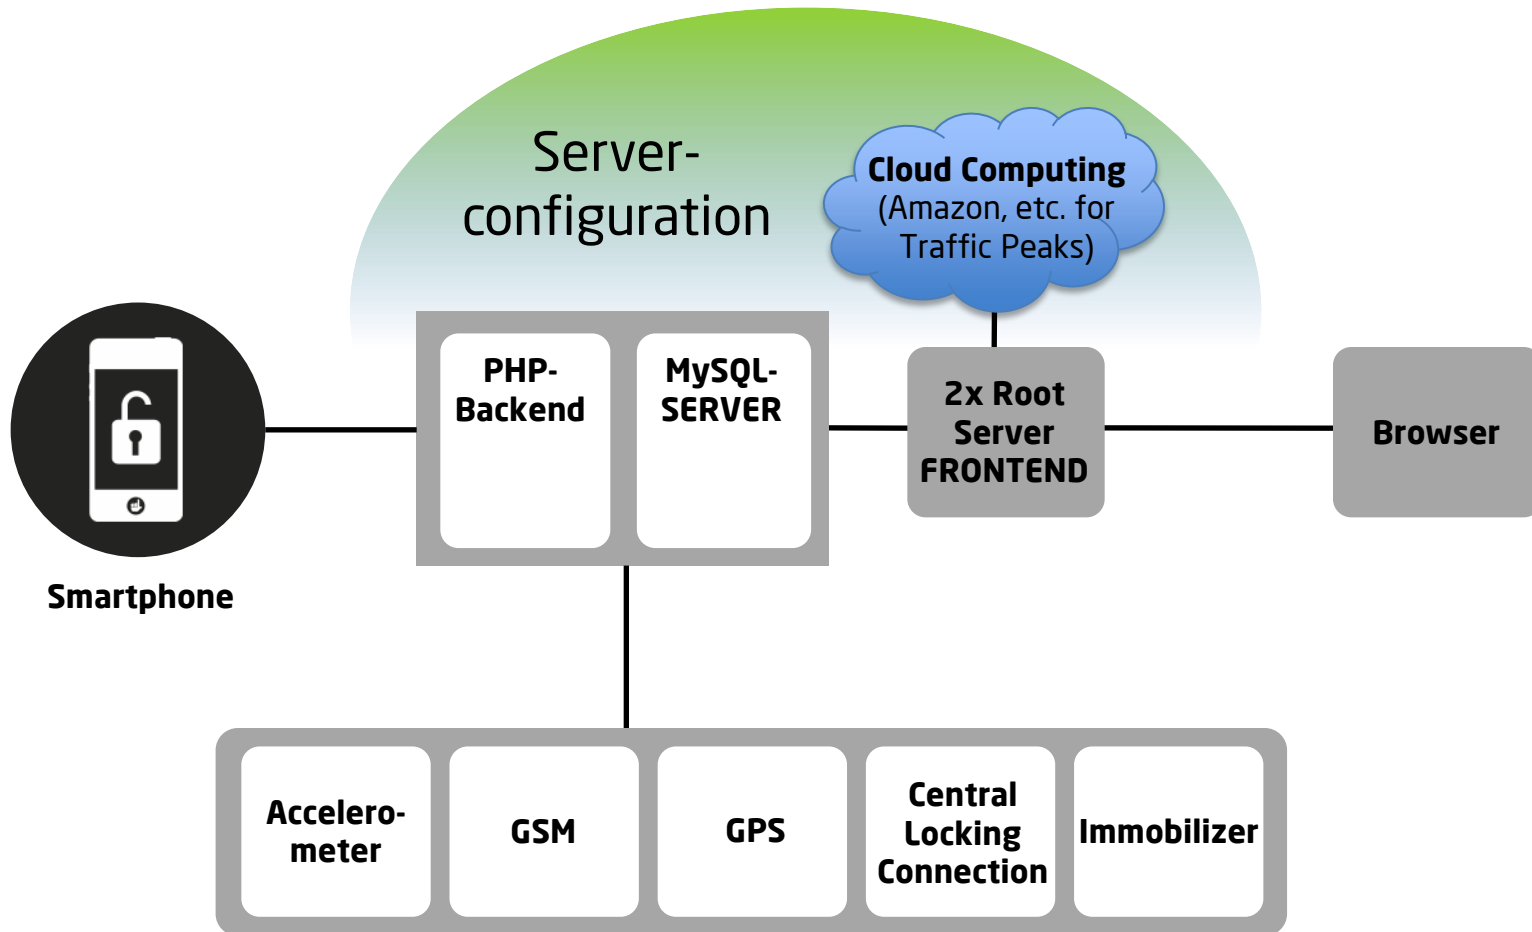 Server-
configuration
Cloud Computing
(Amazon, etc. for
Traffic Peaks)
PHP-
Backend
MySQL-
SERVER
2x Root
Server
FRONTEND
Browser
Smartphone
Accelero-
meter
GSM
GPS
Central
Locking
Connection
Immobilizer